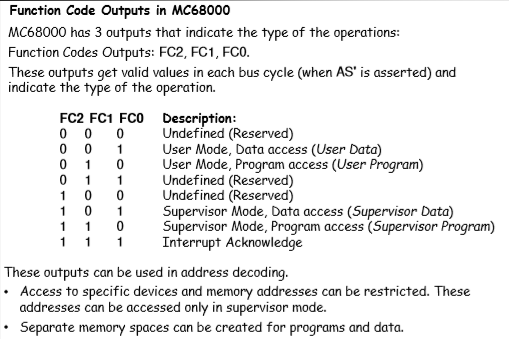 Function Code Outputs in MC68000
MC68000 has 3 outputs that indicate the type of the operations:
Function Codes Outputs: FC2, FC1, FC0.
These outputs get valid values in each bus cycle (when AS' is asserted) and
indicate the type of the operation.
FC2 FC1 FC0 Description:
0 0 0 Undefined (Reserved)
0 0 1 User Mode, Data access (User Data)
0 1 0 User Mode, Program access (User Program)
0 1 1 Undefined (Reserved)
1 0 0 Undefined (Reserved)
1 0 1 Supervisor Mode, Data access (Supervisor Data)
1 1 0 Supervisor Mode, Program access (Supervisor Program)
1 1 1 Interrupt Acknowledge
These outputs can be used in address decoding.
• Access to specific devices and memory addresses can be restricted. These
addresses can be accessed only in supervisor mode.
• Separate memory spaces can be created for programs and data.